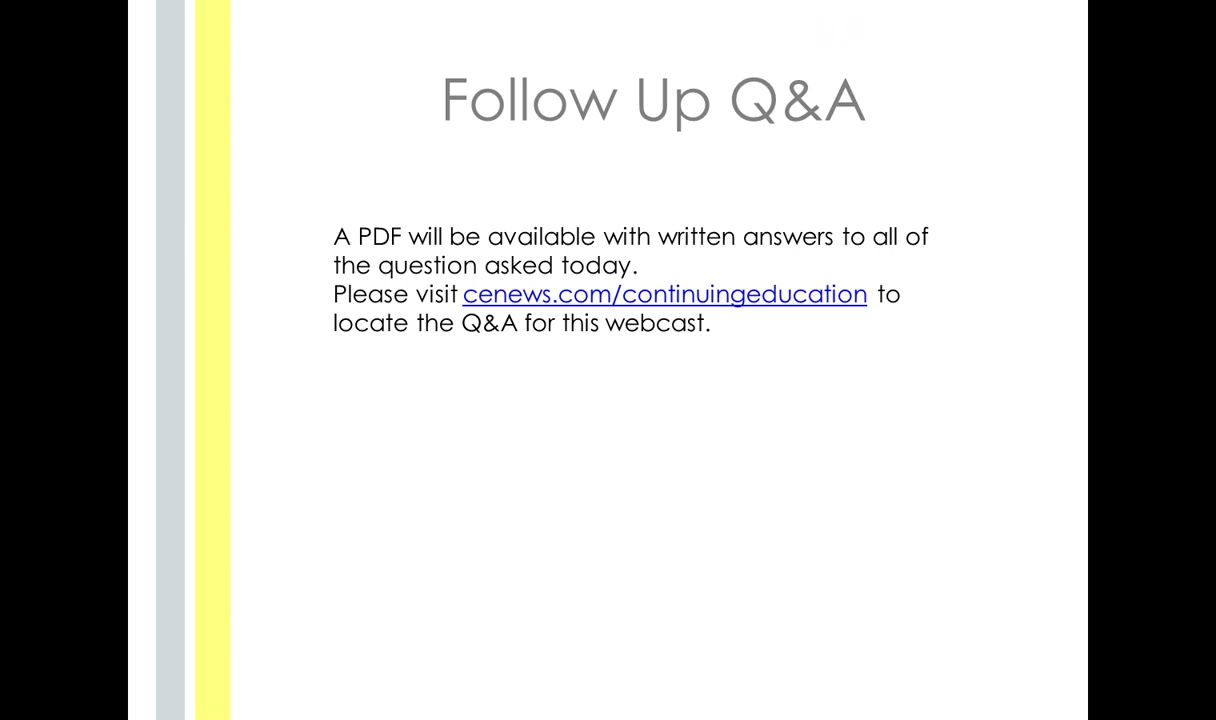 Follow Up Q&A
A PDF will be available with written answers to all of
the question asked today.
Please visit cenews.com/continuingeducation to
locate the Q&A for this webcast.